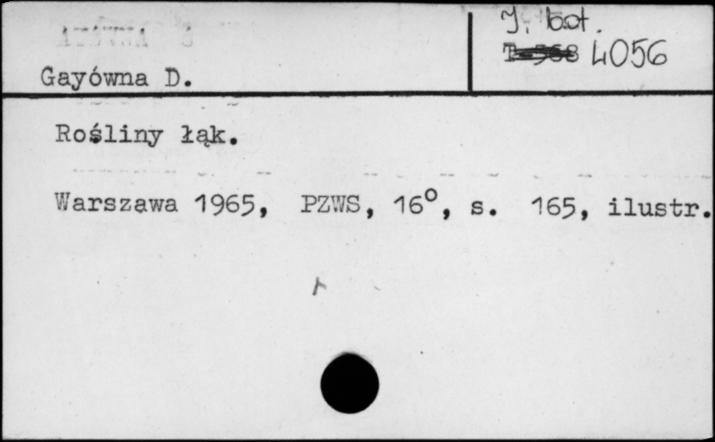 J. bot.
4056
Gayówna D.
Rośliny łąk.
Warszawa 1965, PZWS, 16°, s. 165, ilustr.